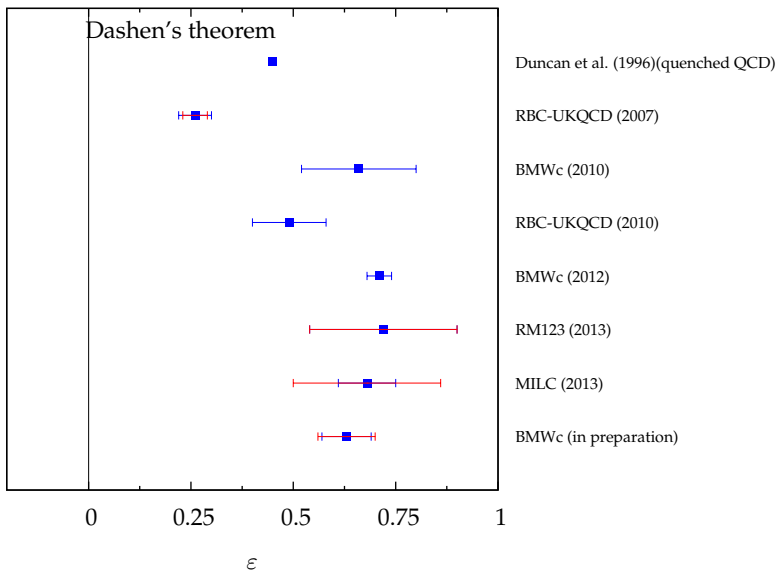 Dashen's theorem
Duncan et al. (1996)(quenched QCD)
RBC-UKQCD (2007)
BMWc (2010)
RBC-UKQCD (2010)
BMWc (2012)
RM123 (2013)
MILC (2013)
BMWc (in preparation)
0 0.25 0.5 0.75 1
ε